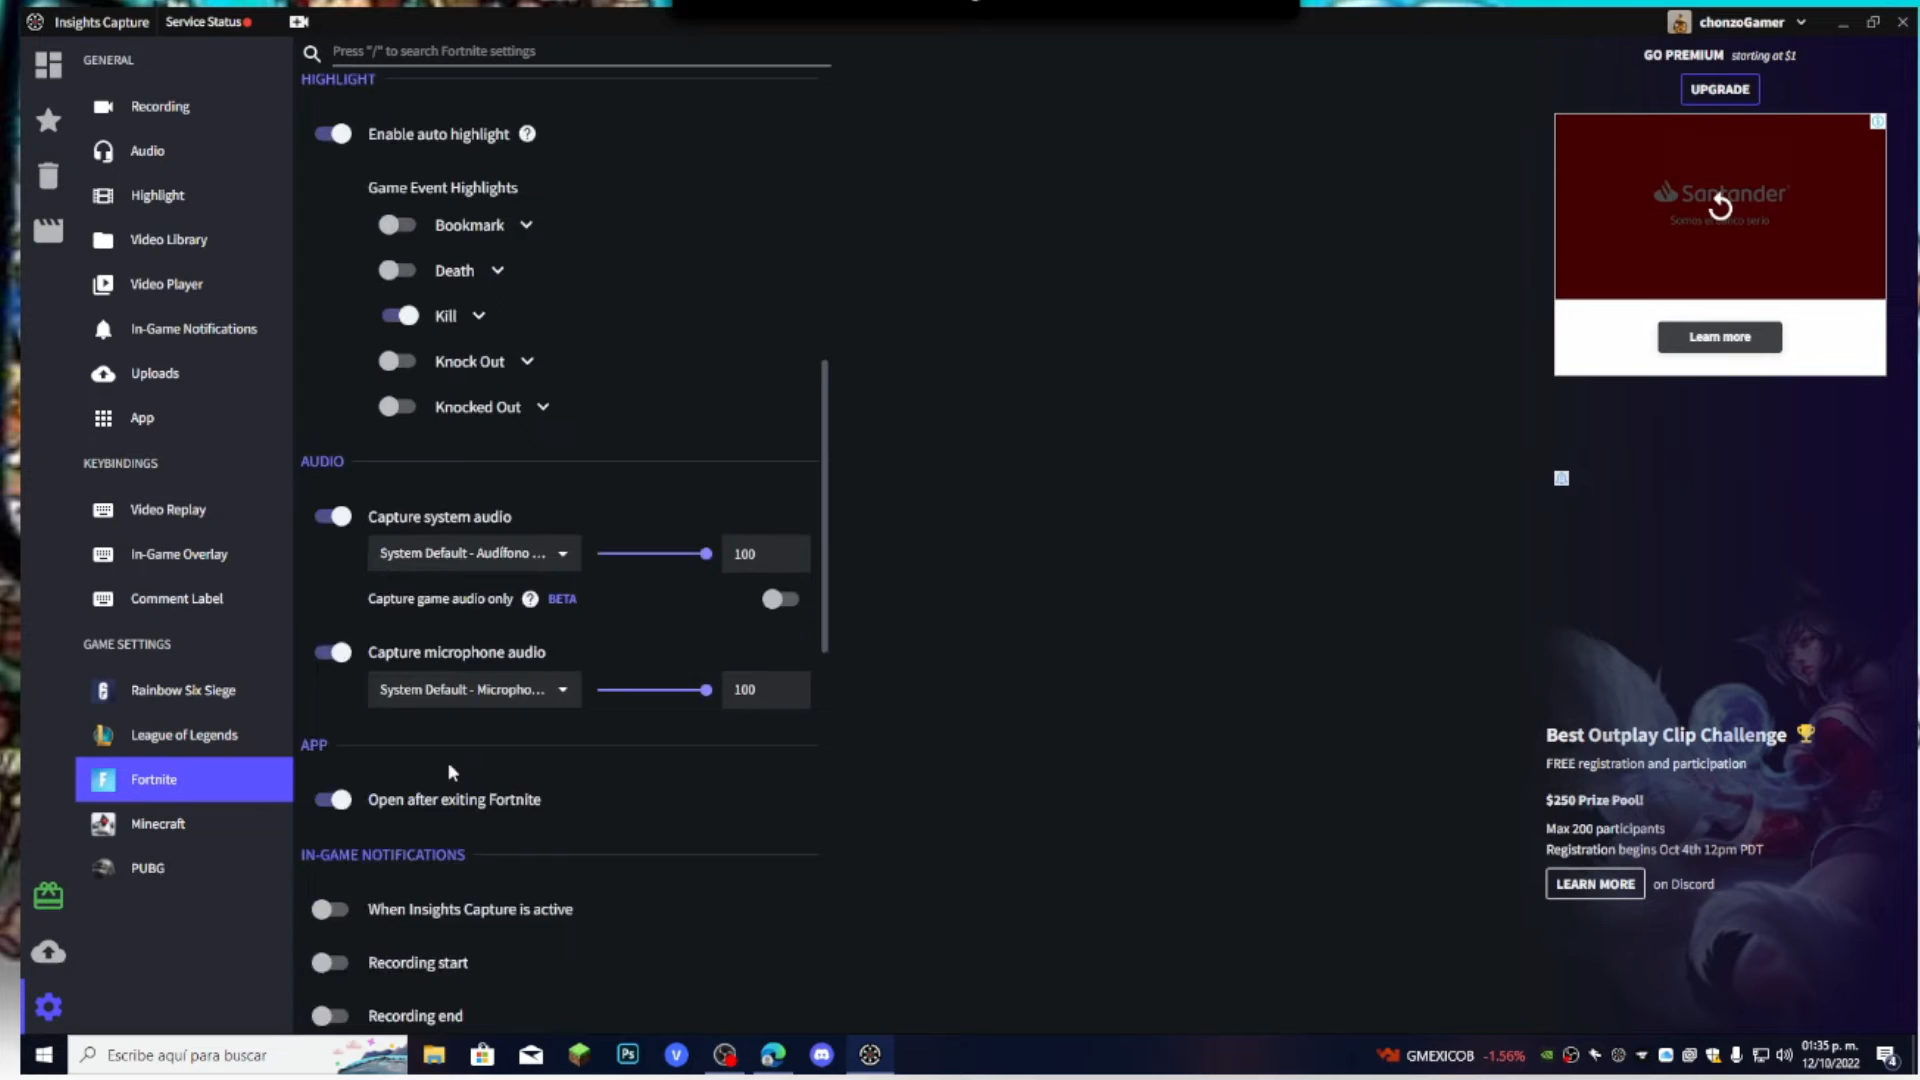 Insights Capture
Service Status
chonzoGamer
GENERAL
Recording
Audio
Highlight
Video Library
Video Player
In-Game Notifications
Uploads
App
KEYBINDINGS
Video Replay
In-Game Overlay
Comment Label
GAME SETTINGS
Rainbow Six Siege
League of Legends
Fortnite
Minecraft
PUBG
Press "/" to search Fortnite settings
HIGHLIGHT
Enable auto highlight
Game Event Highlights
Bookmark
Death
Kill
Knock Out
Knocked Out
AUDIO
Capture system audio
System Default - Audífono ...
100
Capture game audio only BETA
Capture microphone audio
System Default - Micropho...
100
APP
Open after exiting Fortnite
IN-GAME NOTIFICATIONS
When Insights Capture is active
Recording start
Recording end
GO PREMIUM starting at $1
UPGRADE
Santander
Learn more
Best Outplay Clip Challenge
FREE registration and participation
$250 Prize Pool!
Max 200 participants
Registration begins Oct 4th 12pm PDT
LEARN MORE on Discord
Escribe aquí para buscar
Ps
V
GMEXICOB -1.56%
01:35 p. m.
12/10/2022
4